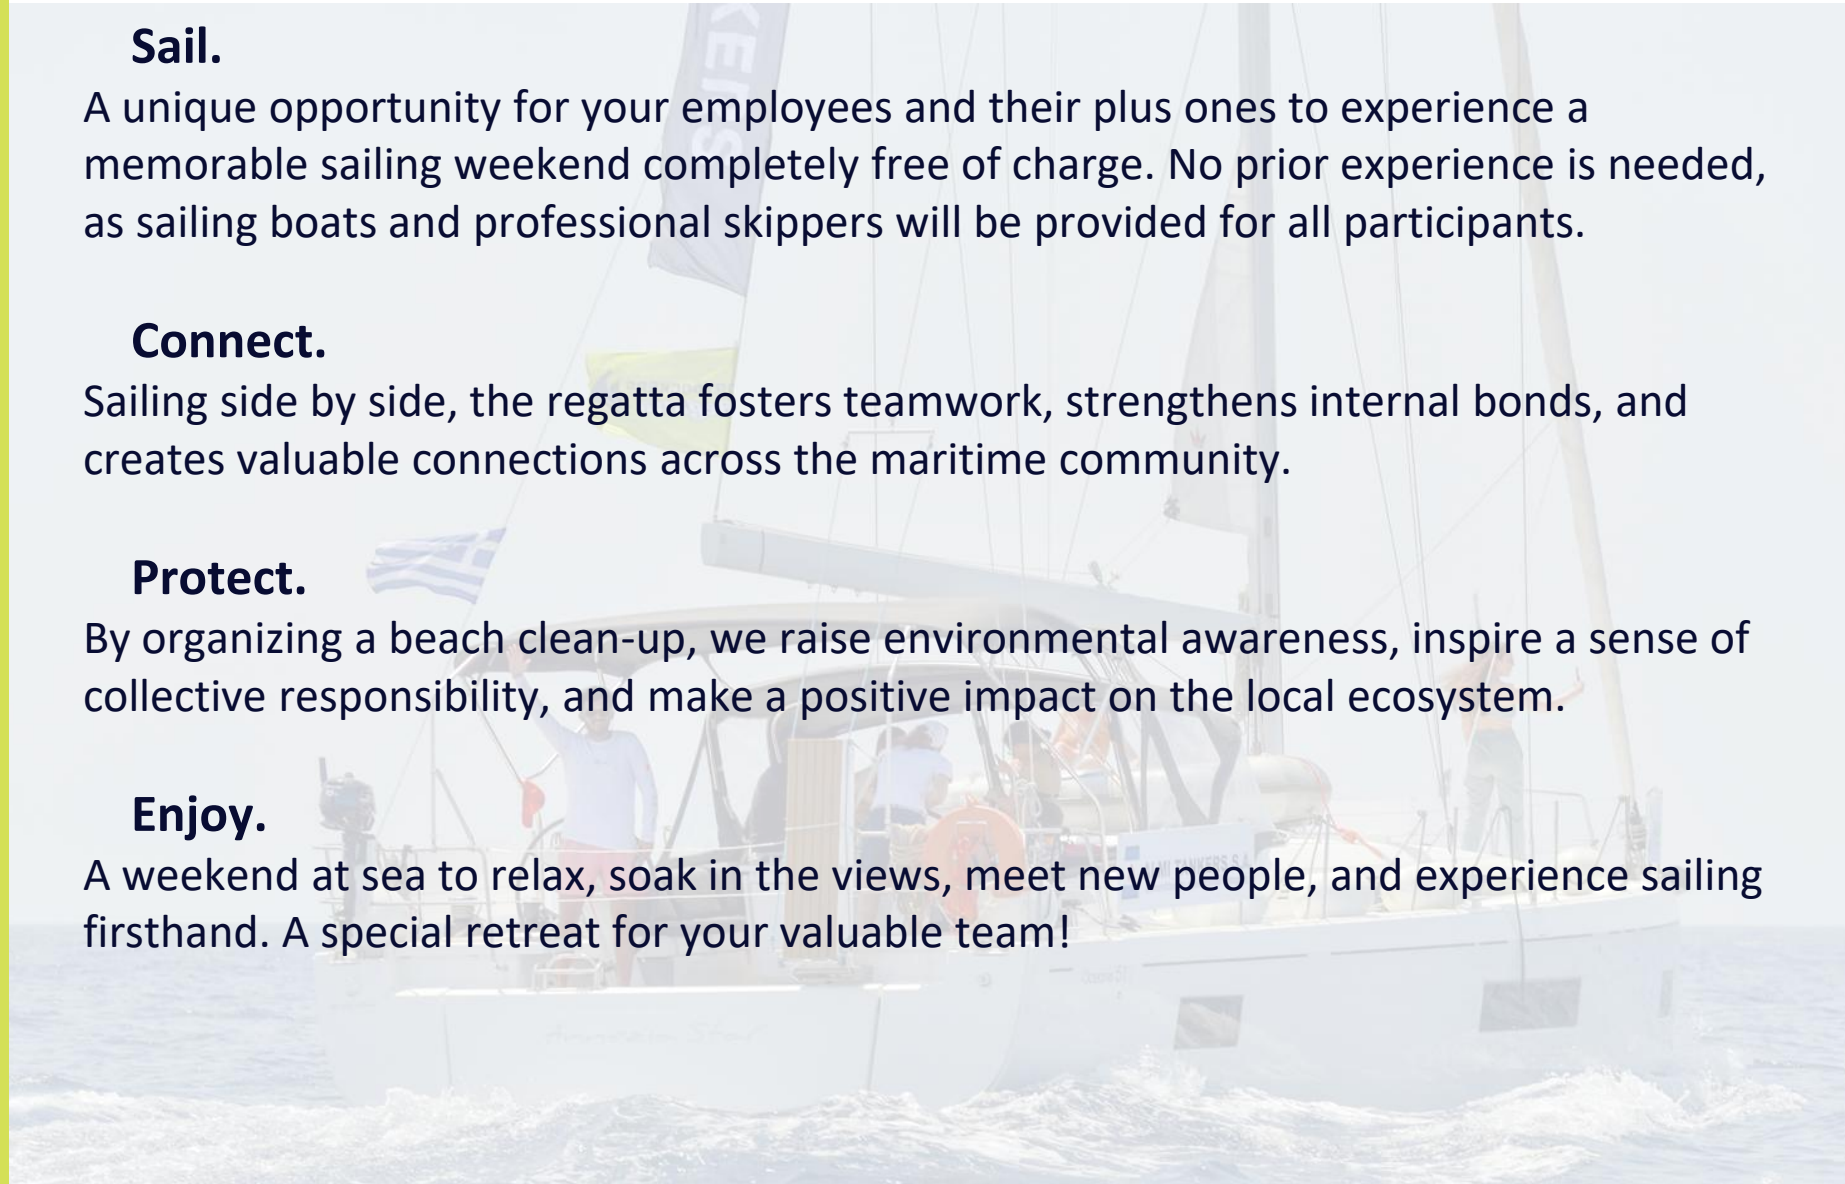 Sail.
A unique opportunity for your employees and their plus ones to experience a
memorable sailing weekend completely free of charge. No prior experience is needed,
as sailing boats and professional skippers will be provided for all participants.
Connect.
Sailing side by side, the regatta fosters teamwork, strengthens internal bonds, and
creates valuable connections across the maritime community.
Protect.
By organizing a beach clean-up, we raise environmental awareness, inspire a sense of
collective responsibility, and make a positive impact on the local ecosystem.
Enjoy.
A weekend at sea to relax, soak in the views, meet new people, and experience sailing
firsthand. A special retreat for your valuable team!
TANKERS S.A.